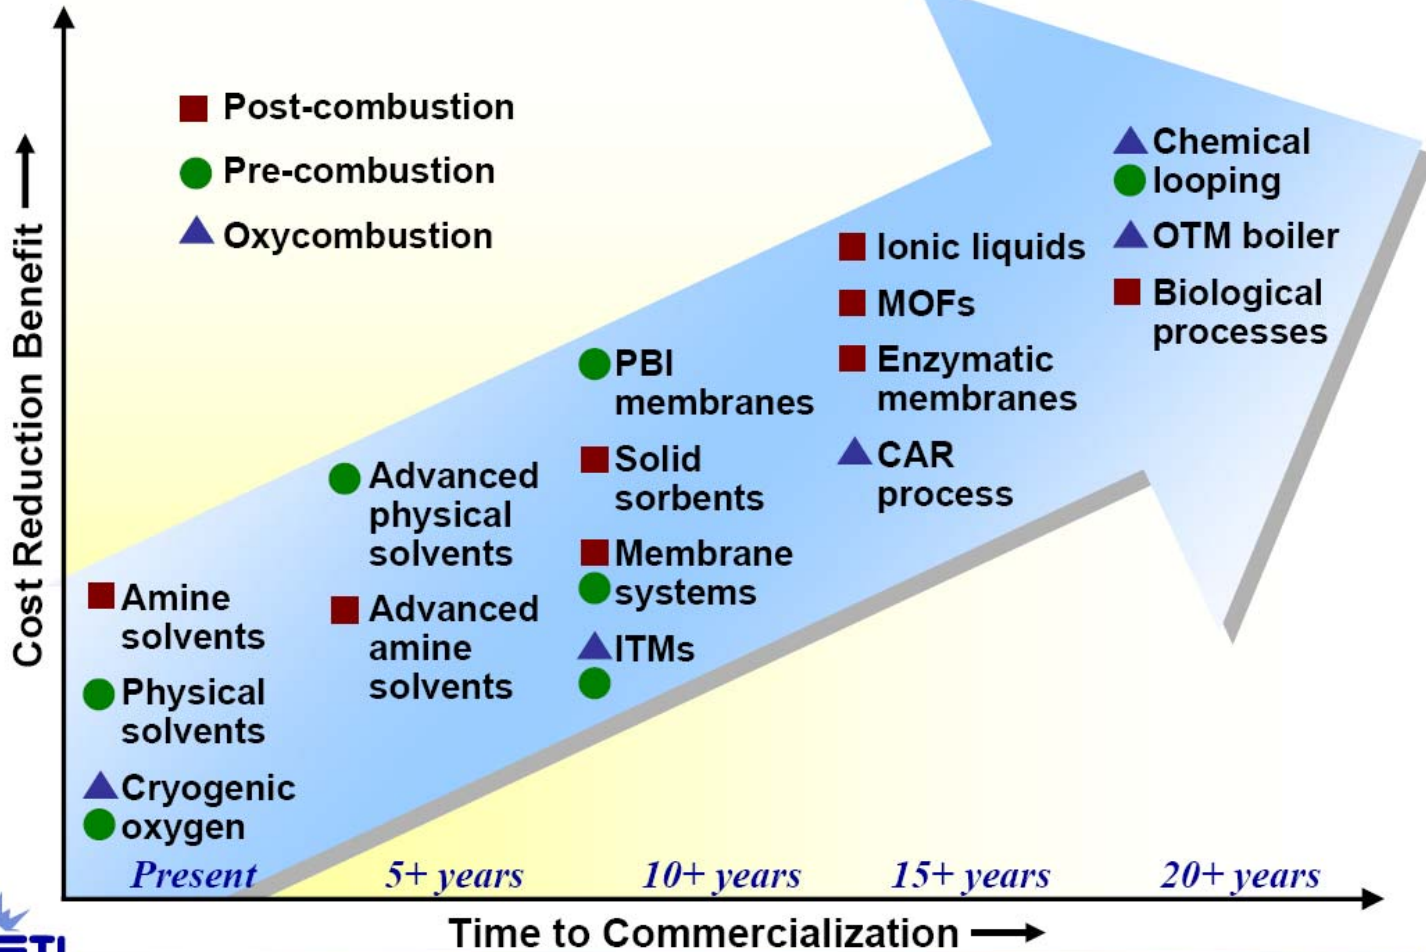 Cost Reduction Benefit
Post-combustion
Pre-combustion
Oxycombustion
Amine
solvents
Physical
solvents
Cryogenic
oxygen
Advanced
physical
solvents
Advanced
amine
solvents
PBI
membranes
Solid
sorbents
Membrane
systems
ITMs
Ionic liquids
MOFs
Enzymatic
membranes
CAR
process
Chemical
looping
OTM boiler
Biological
processes
Present
5+ years
10+ years
15+ years
20+ years
Time to Commercialization